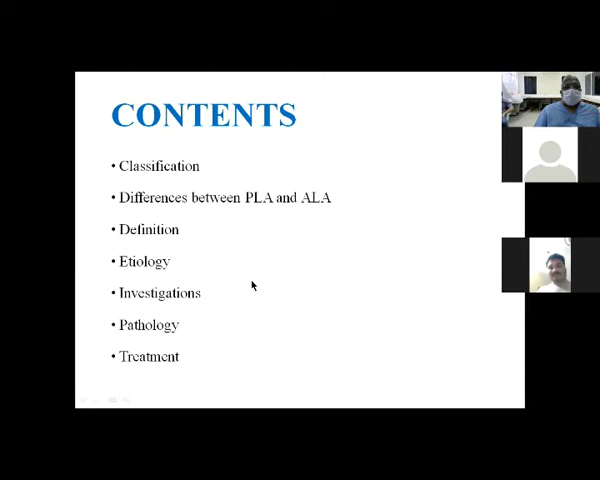 CONTENTS
• Classification
• Differences between PLA and ALA
• Definition
• Etiology
• Investigations
• Pathology
• Treatment